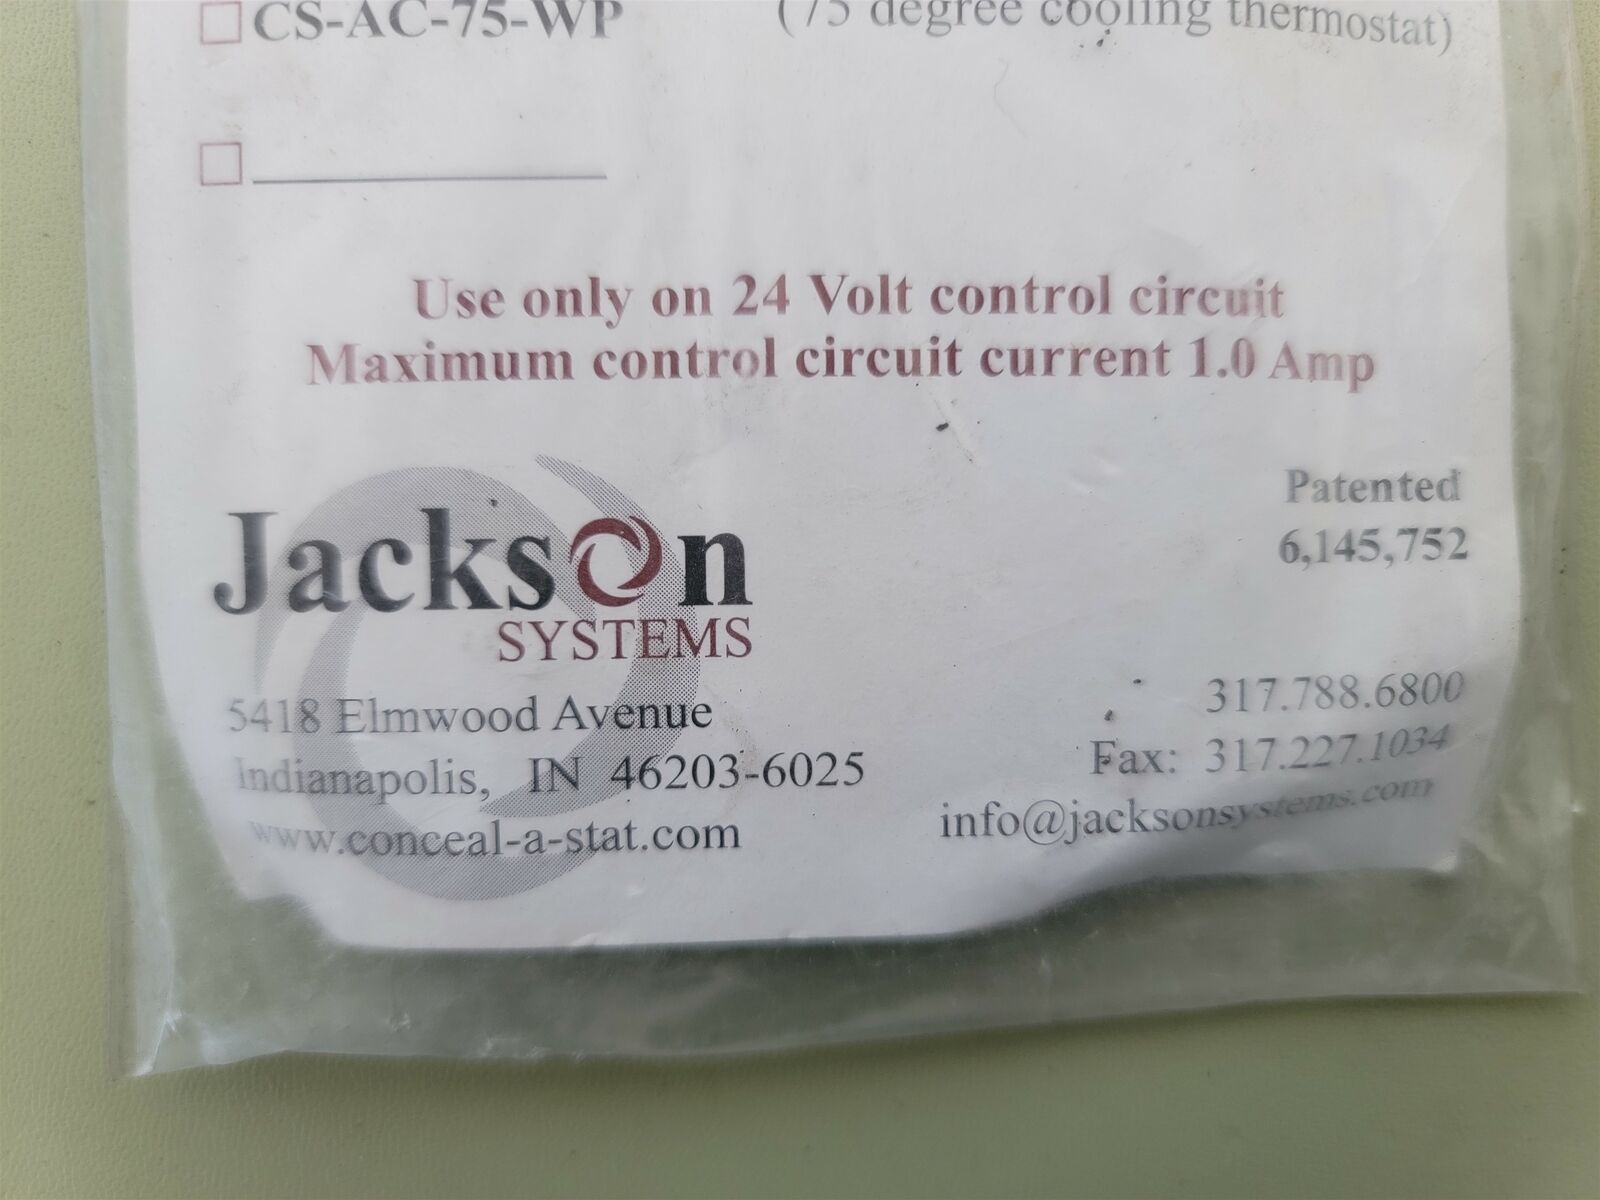 CS-AC-75-WP (75 degree cooling thermostat)
Use only on 24 Volt control circuit
Maximum control circuit current 1.0 Amp
Patented
6,145,752
Jackson
SYSTEMS
5418 Elmwood Avenue
Indianapolis, IN 46203-6025
www.conceal-a-stat.com
317.788.6800
Fax: 317.227.1034
info@jacksonsystems.com